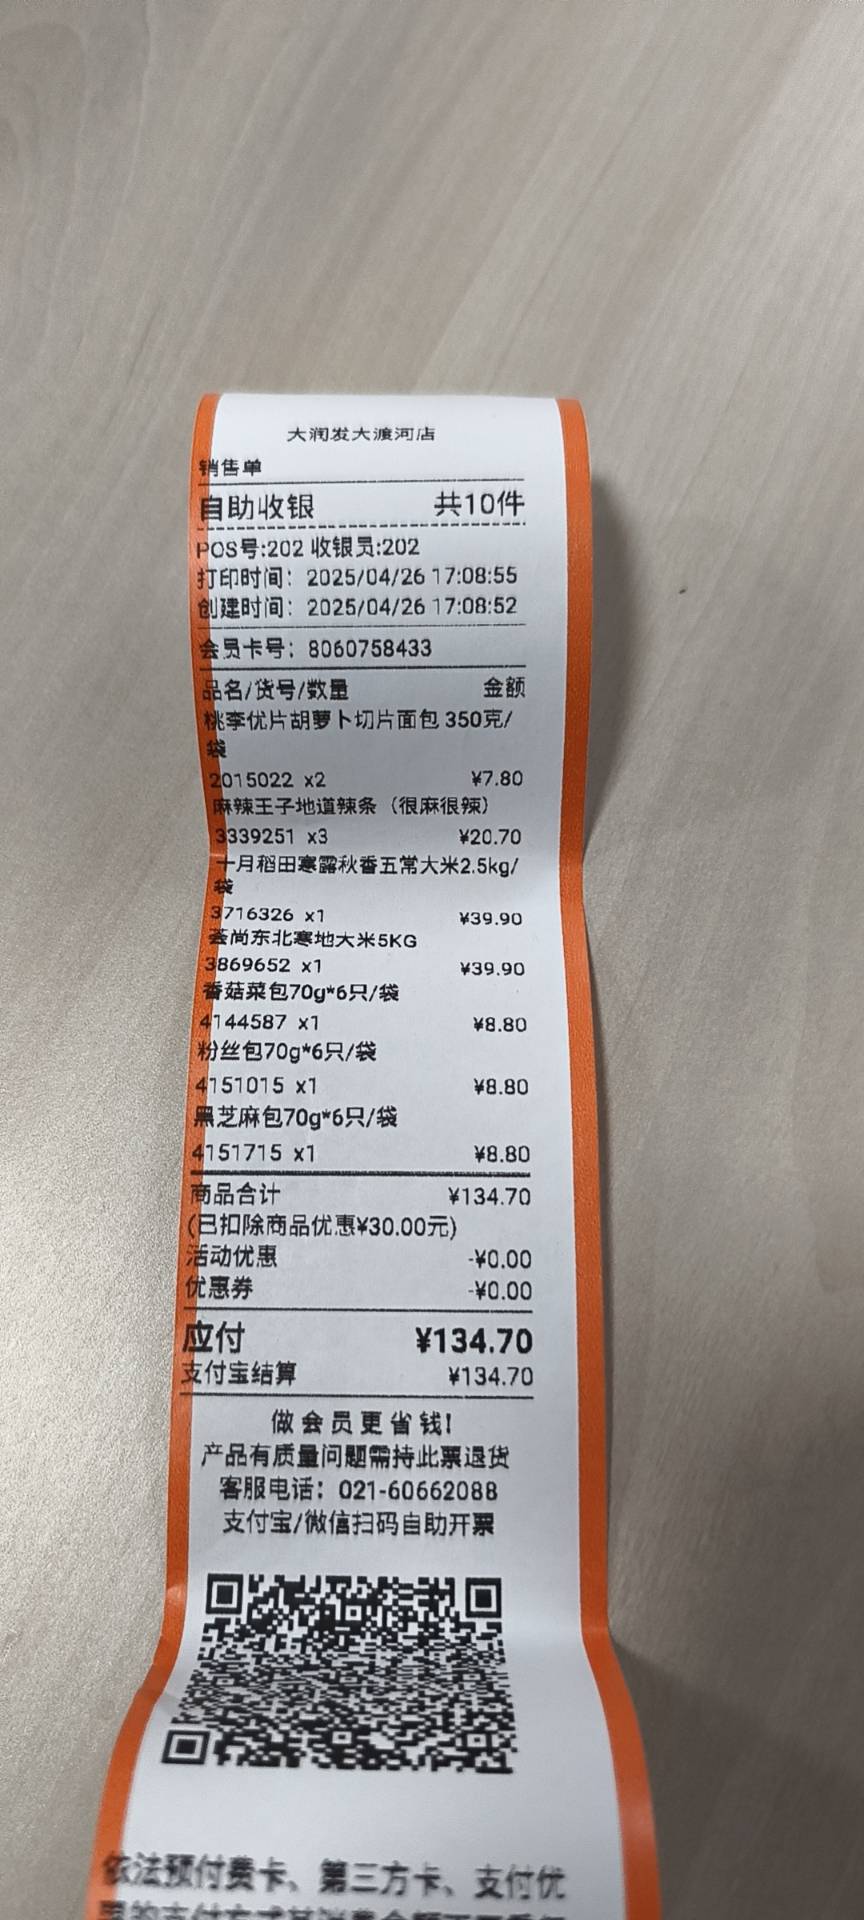 大润发大渡河店
销售单
自助收银 共10件
POS号:202 收银员:202
打印时间：2025/04/26 17:08:55
创建时间：2025/04/26 17:08:52
会员卡号：8060758433
品名/货号/数量 金额
桃李优片胡萝卜切片面包 350克/
袋
2015022 x2 ¥7.80
麻辣王子地道辣条（很麻很辣）
3339251 x3 ¥20.70
十月稻田寒露秋香五常大米2.5kg/
袋
3716326 x1 ¥39.90
荟尚东北寒地大米5KG
3869652 x1 ¥39.90
香菇菜包70g*6只/袋
4144587 x1 ¥8.80
粉丝包70g*6只/袋
4151015 x1 ¥8.80
黑芝麻包70g*6只/袋
4151715 x1 ¥8.80
商品合计 ¥134.70
(已扣除商品优惠¥30.00元)
活动优惠 -¥0.00
优惠券 -¥0.00
应付 ¥134.70
支付宝结算 ¥134.70
做会员更省钱!
产品有质量问题需持此票退货
客服电话：021-60662088
支付宝/微信扫码自助开票
依法预付费卡、第三方卡、支付优